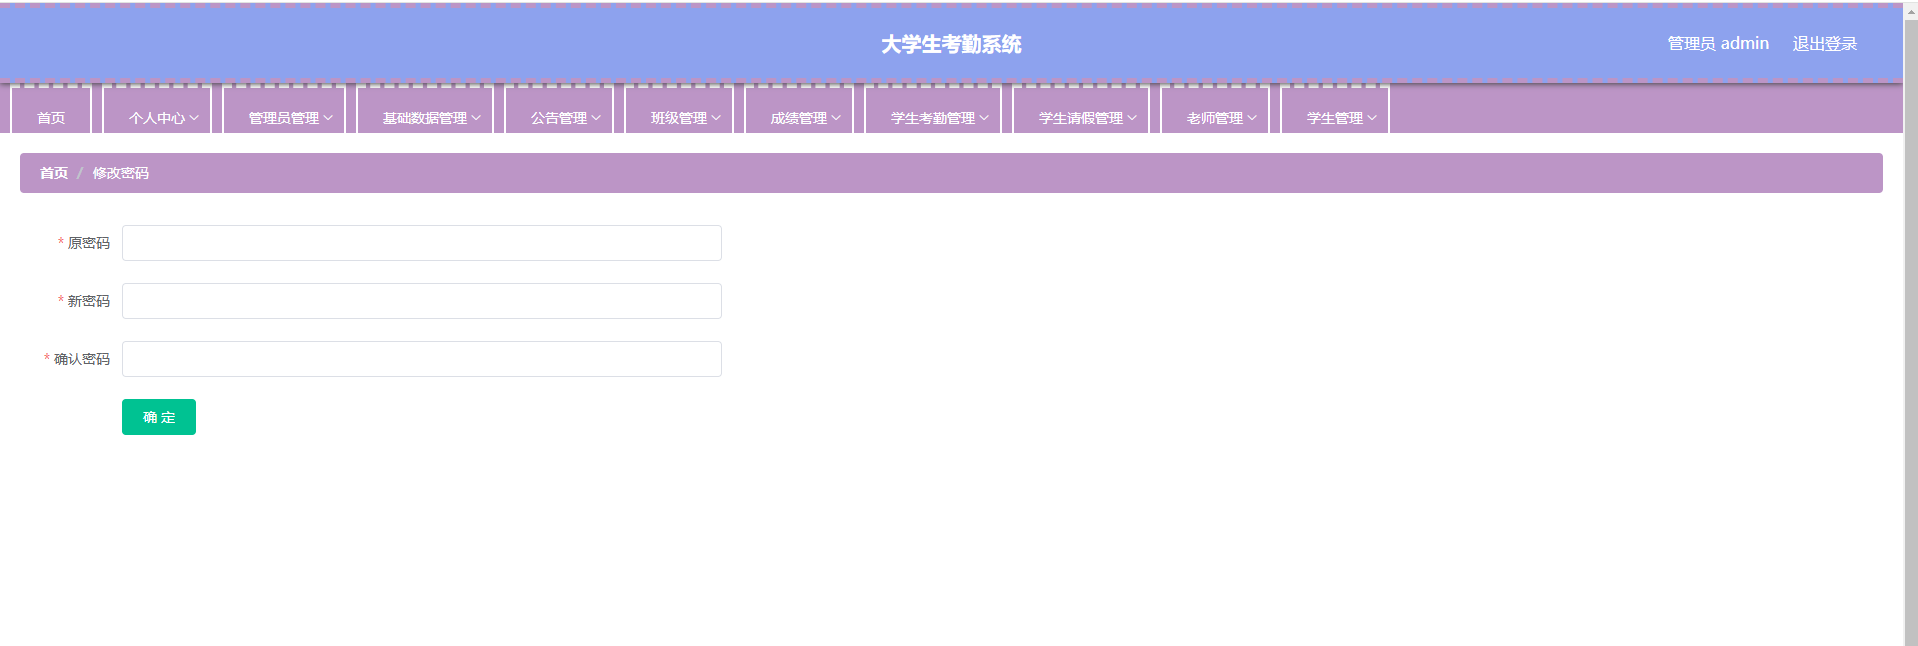 大学生考勤系统
管理员 admin 退出登录
首页 个人中心 管理员管理 基础数据管理 公告管理 班级管理 成绩管理 学生考勤管理 学生请假管理 老师管理 学生管理
首页 / 修改密码
* 原密码
* 新密码
* 确认密码
确 定